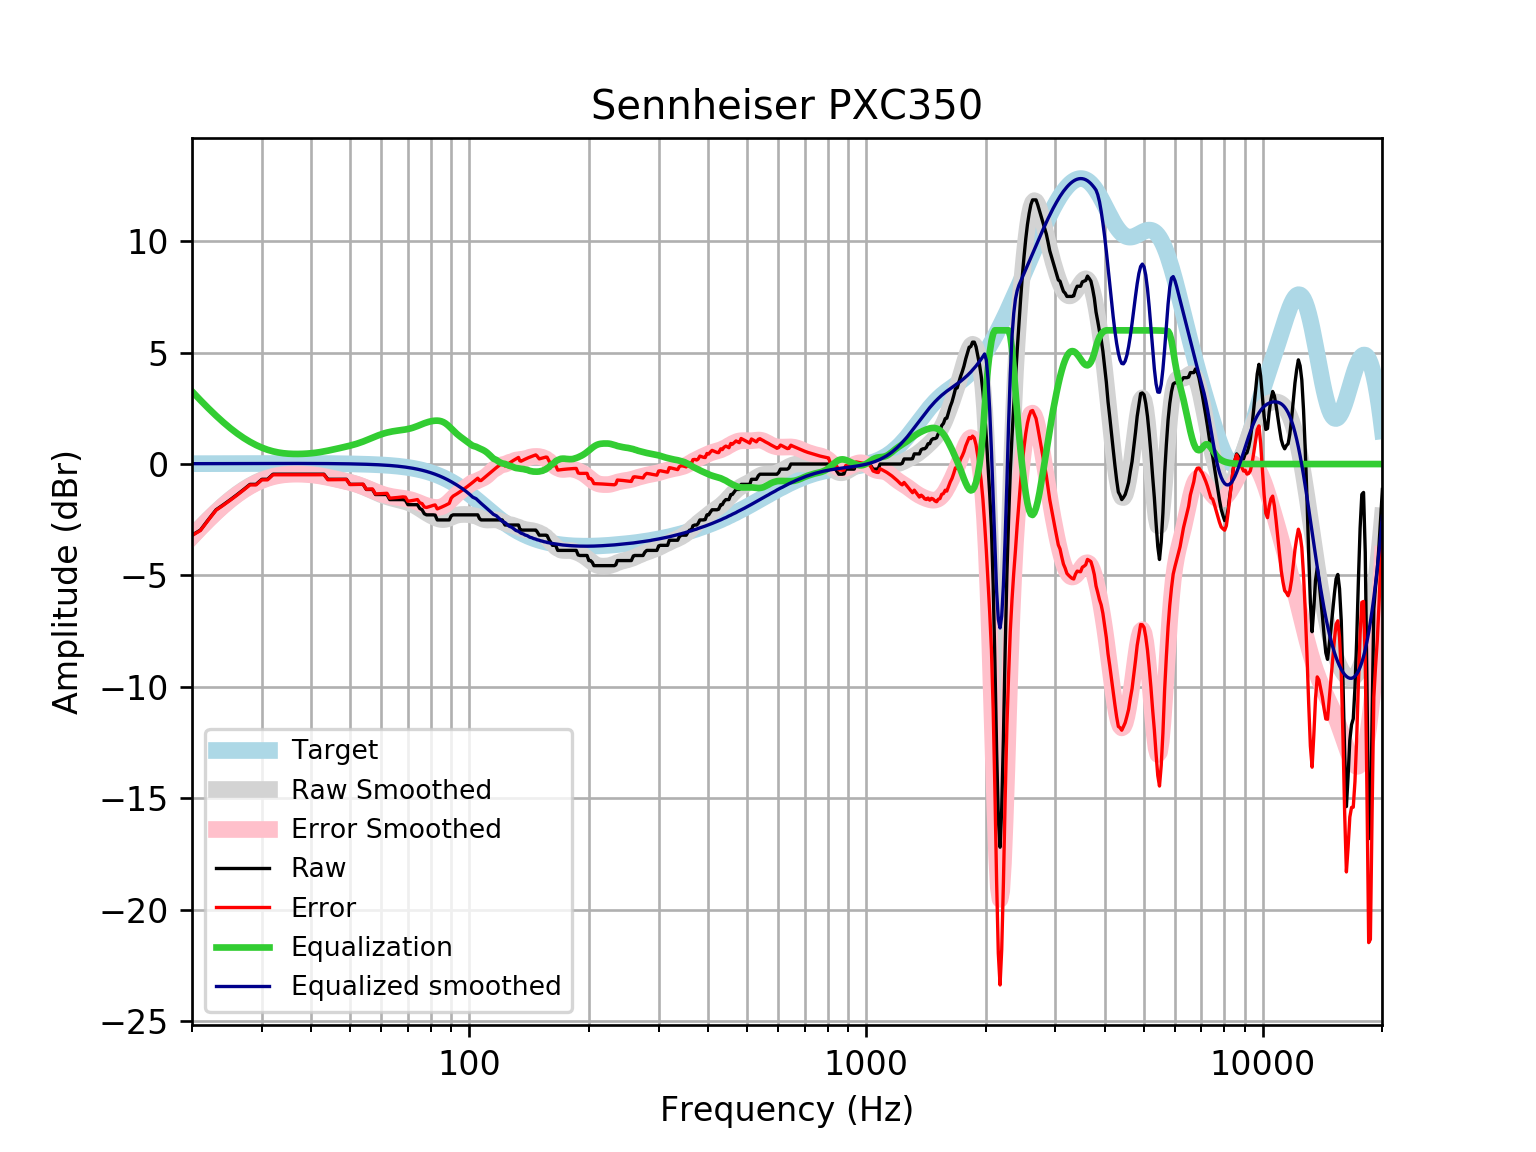 Sennheiser PXC350
Amplitude (dBr)
10
5
0
−5
−10
−15
−20
−25
Target
Raw Smoothed
Error Smoothed
Raw
Error
Equalization
Equalized smoothed
100 1000 10000
Frequency (Hz)